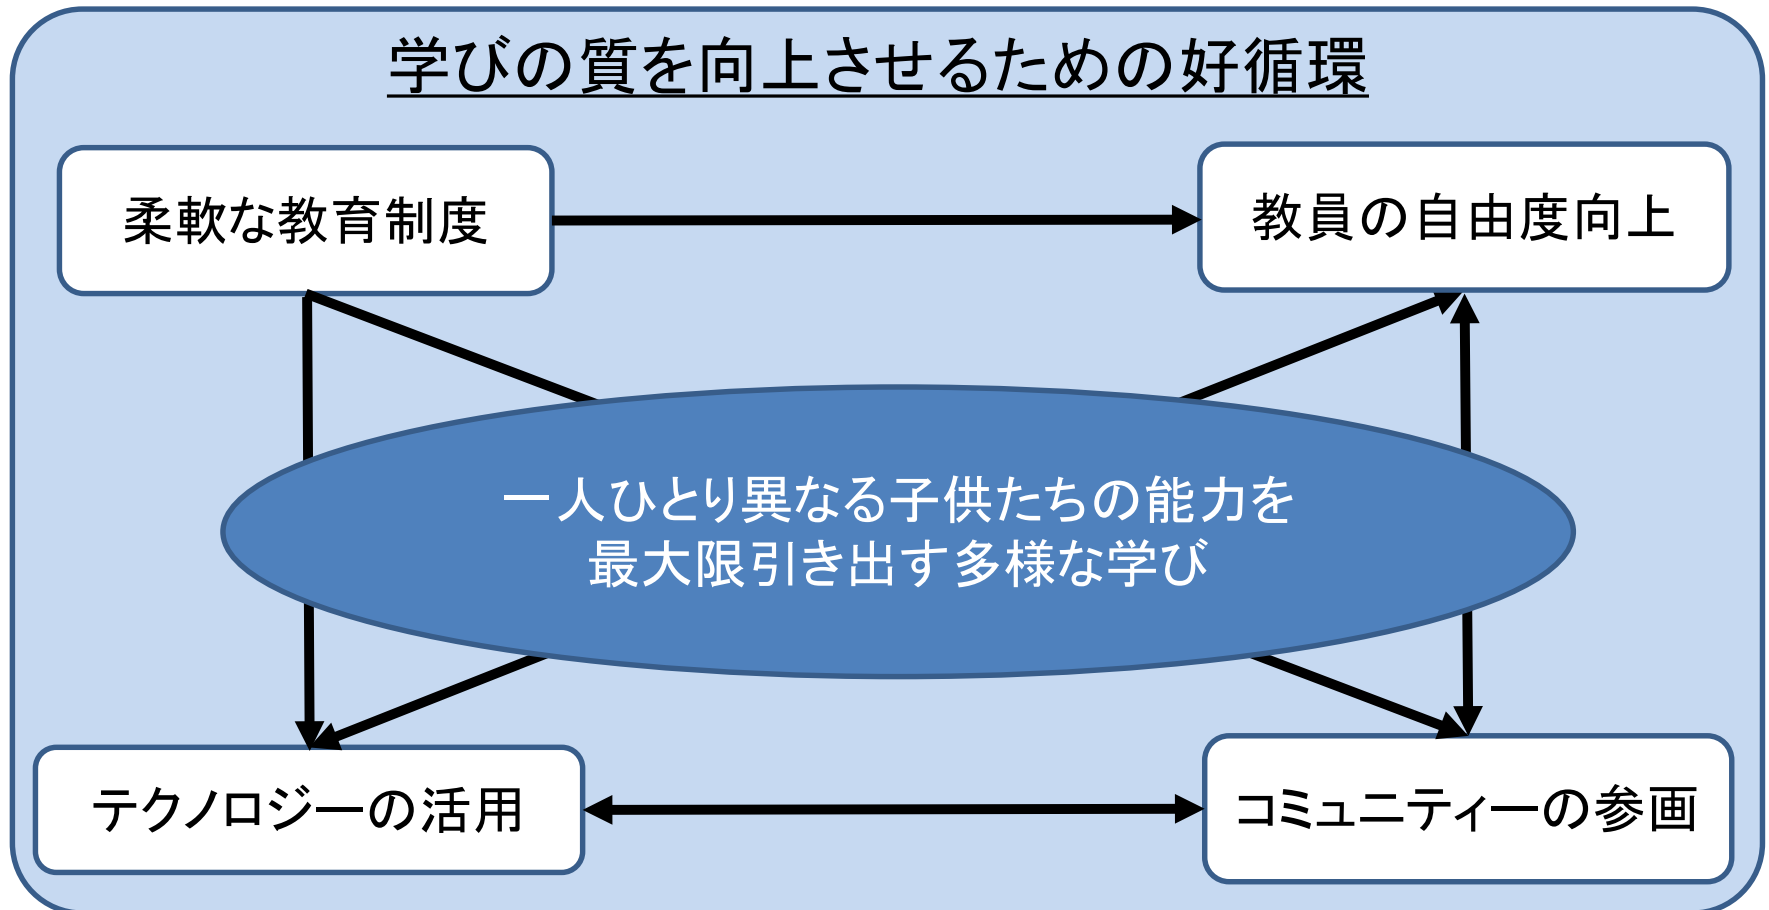 学びの質を向上させるための好循環
柔軟な教育制度
教員の自由度向上
一人ひとり異なる子供たちの能力を
最大限引き出す多様な学び
テクノロジーの活用
コミュニティーの参画